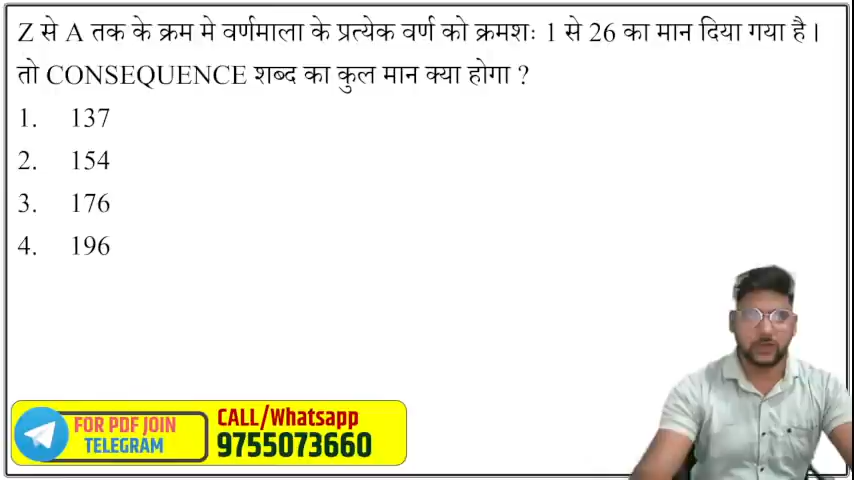 Z से A तक के क्रम मे वर्णमाला के प्रत्येक वर्ण को क्रमशः 1 से 26 का मान दिया गया है।
तो CONSEQUENCE शब्द का कुल मान क्या होगा ?
1. 137
2. 154
3. 176
4. 196
FOR PDF JOIN
TELEGRAM
CALL/Whatsapp
9755073660